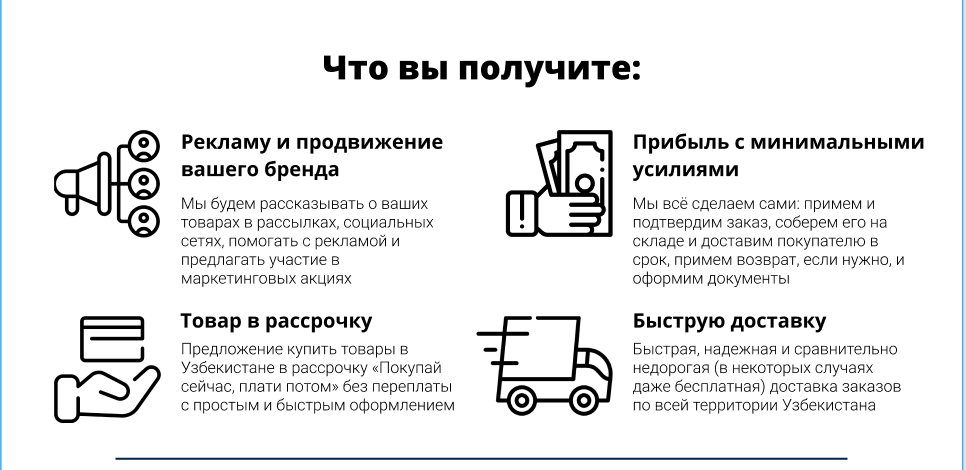 Что вы получите:
Рекламу и продвижение
вашего бренда
Мы будем рассказывать о ваших
товарах в рассылках, социальных
сетях, помогать с рекламой и
предлагать участие в
маркетинговых акциях
Прибыль с минимальными
усилиями
Мы всё сделаем сами: примем и
подтвердим заказ, соберем его на
складе и доставим покупателю в
срок, примем возврат, если нужно, и
оформим документы
Товар в рассрочку
Предложение купить товары в
Узбекистане в рассрочку «Покупай
сейчас, плати потом» без переплаты
с простым и быстрым оформлением
Быструю доставку
Быстрая, надежная и сравнительно
недорогая (в некоторых случаях
даже бесплатная) доставка заказов
по всей территории Узбекистана